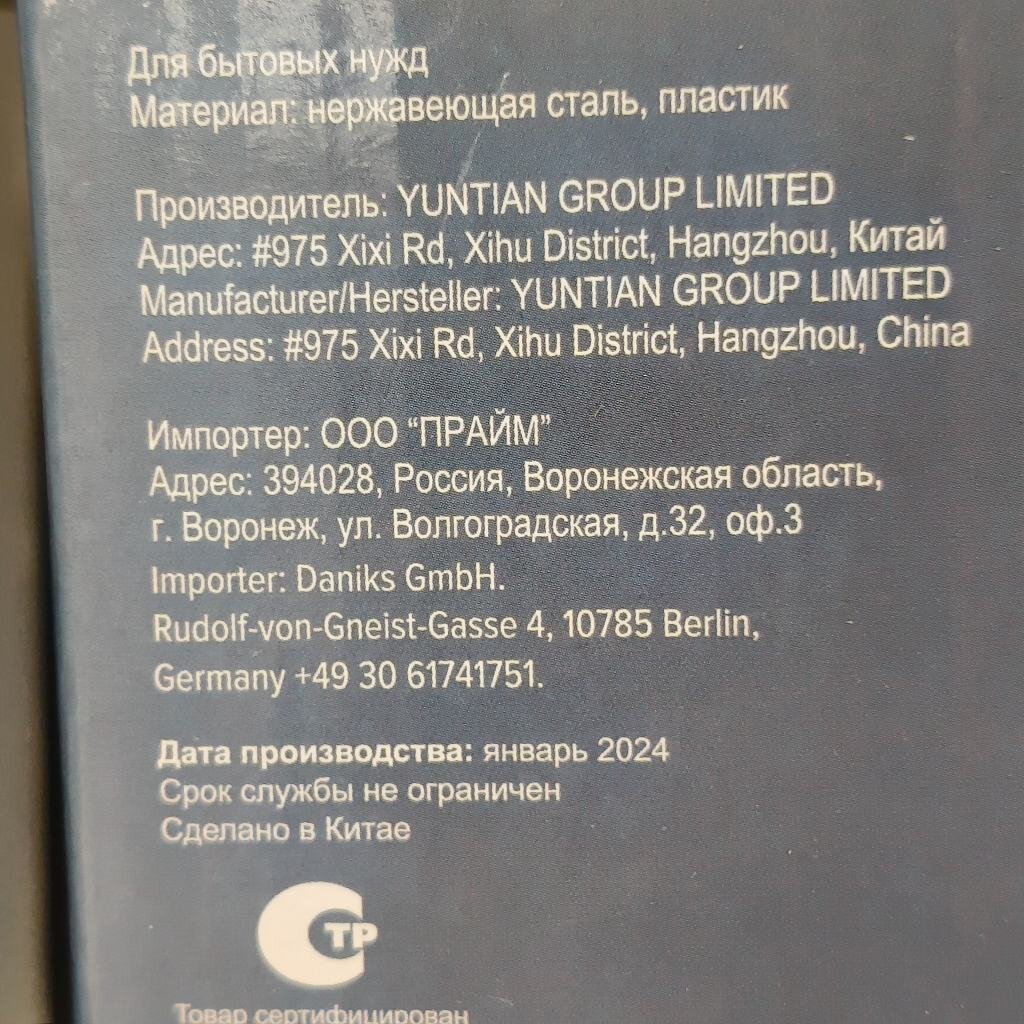 Для бытовых нужд
Материал: нержавеющая сталь, пластик
Производитель: YUNTIAN GROUP LIMITED
Адрес: #975 Xixi Rd, Xihu District, Hangzhou, Китай
Manufacturer/Hersteller: YUNTIAN GROUP LIMITED
Address: #975 Xixi Rd, Xihu District, Hangzhou, China
Импортер: ООО “ПРАЙМ”
Адрес: 394028, Россия, Воронежская область,
г. Воронеж, ул. Волгоградская, д.32, оф.3
Importer: Daniks GmbH.
Rudolf-von-Gneist-Gasse 4, 10785 Berlin,
Germany +49 30 61741751.
Дата производства: январь 2024
Срок службы не ограничен
Сделано в Китае
СТР
Товар сертифицирован